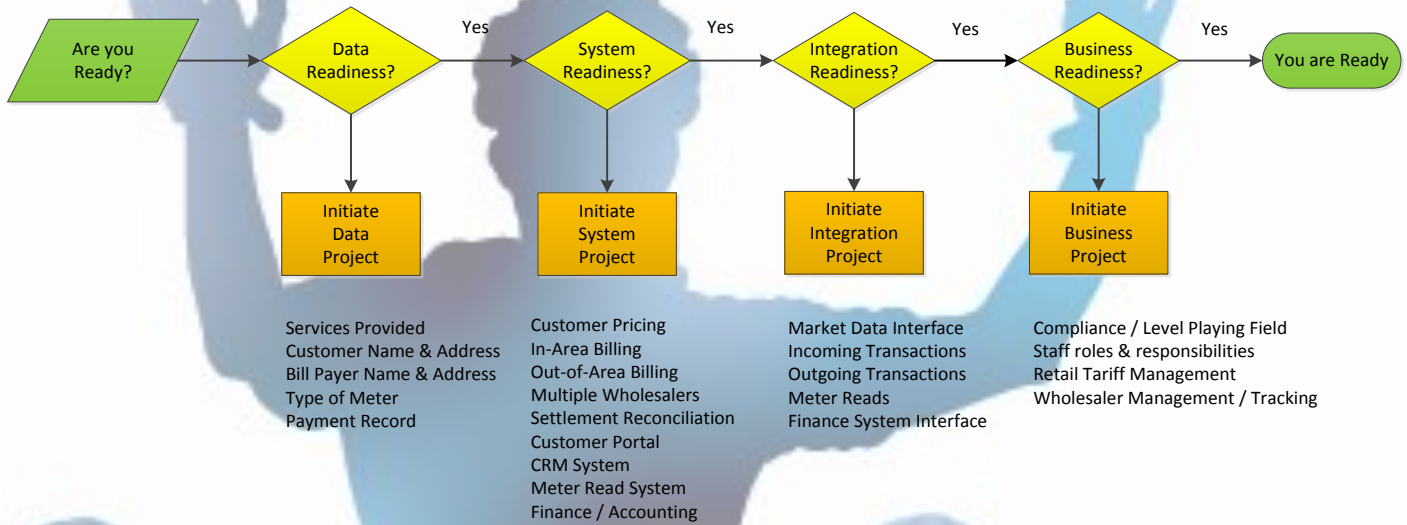 Are you
Ready?
Data
Readiness?
Yes
System
Readiness?
Yes
Integration
Readiness?
Yes
Business
Readiness?
Yes
You are Ready
Initiate
Data
Project
Initiate
System
Project
Initiate
Integration
Project
Initiate
Business
Project
Services Provided
Customer Name & Address
Bill Payer Name & Address
Type of Meter
Payment Record
Customer Pricing
In-Area Billing
Out-of-Area Billing
Multiple Wholesalers
Settlement Reconciliation
Customer Portal
CRM System
Meter Read System
Finance / Accounting
Market Data Interface
Incoming Transactions
Outgoing Transactions
Meter Reads
Finance System Interface
Compliance / Level Playing Field
Staff roles & responsibilities
Retail Tariff Management
Wholesaler Management / Tracking